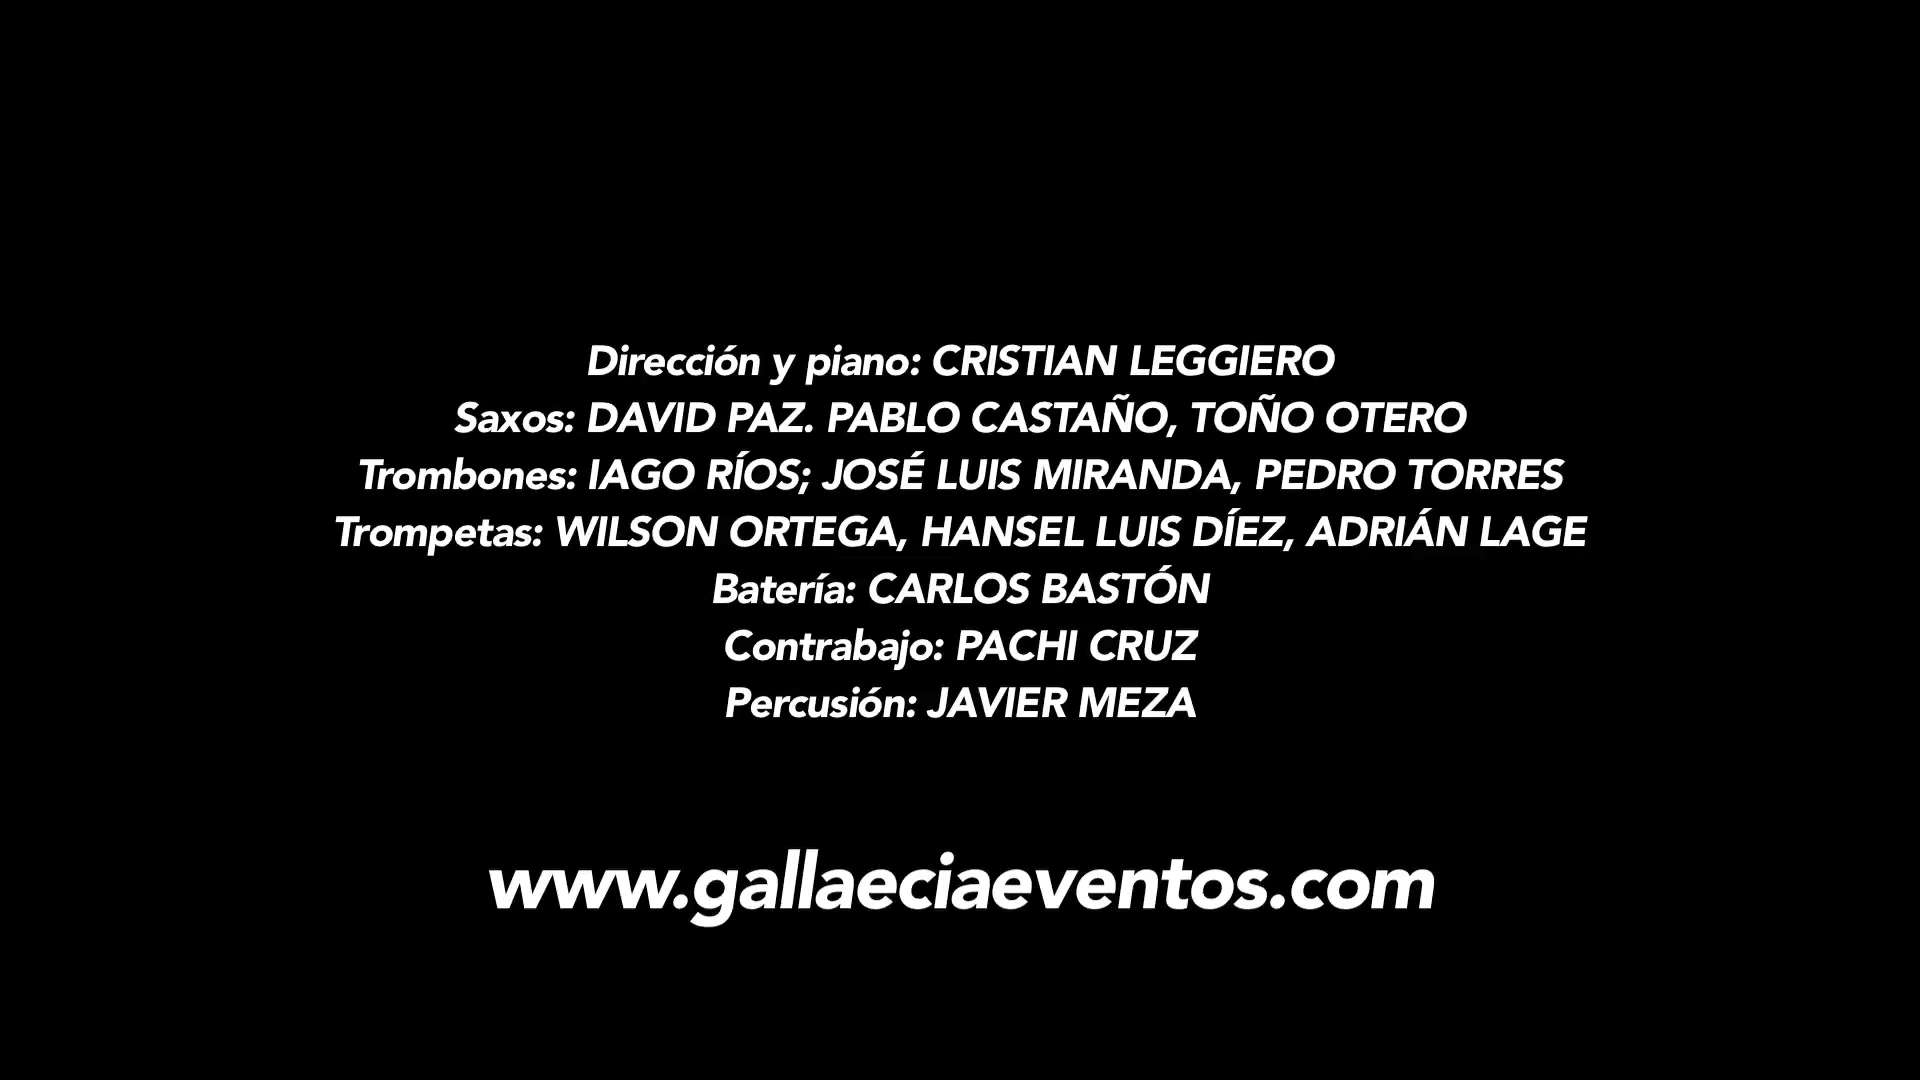 Dirección y piano: CRISTIAN LEGGIERO
Saxos: DAVID PAZ. PABLO CASTAÑO, TOÑO OTERO
Trombones: IAGO RÍOS; JOSÉ LUIS MIRANDA, PEDRO TORRES
Trompetas: WILSON ORTEGA, HANSEL LUIS DÍEZ, ADRIÁN LAGE
Batería: CARLOS BASTÓN
Contrabajo: PACHI CRUZ
Percusión: JAVIER MEZA
www.gallaeciaeventos.com